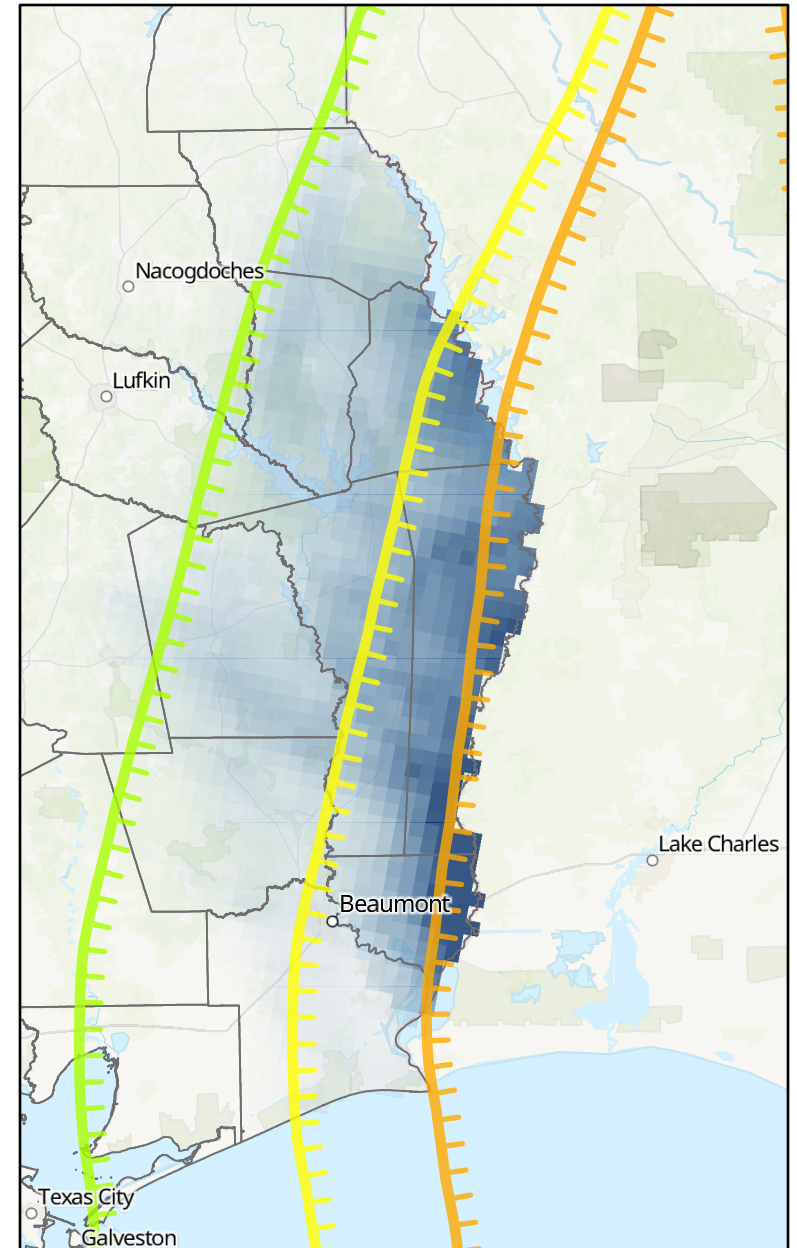 Nacogdoches
Lufkin
Lake Charles
Beaumont
Texas City
Galveston